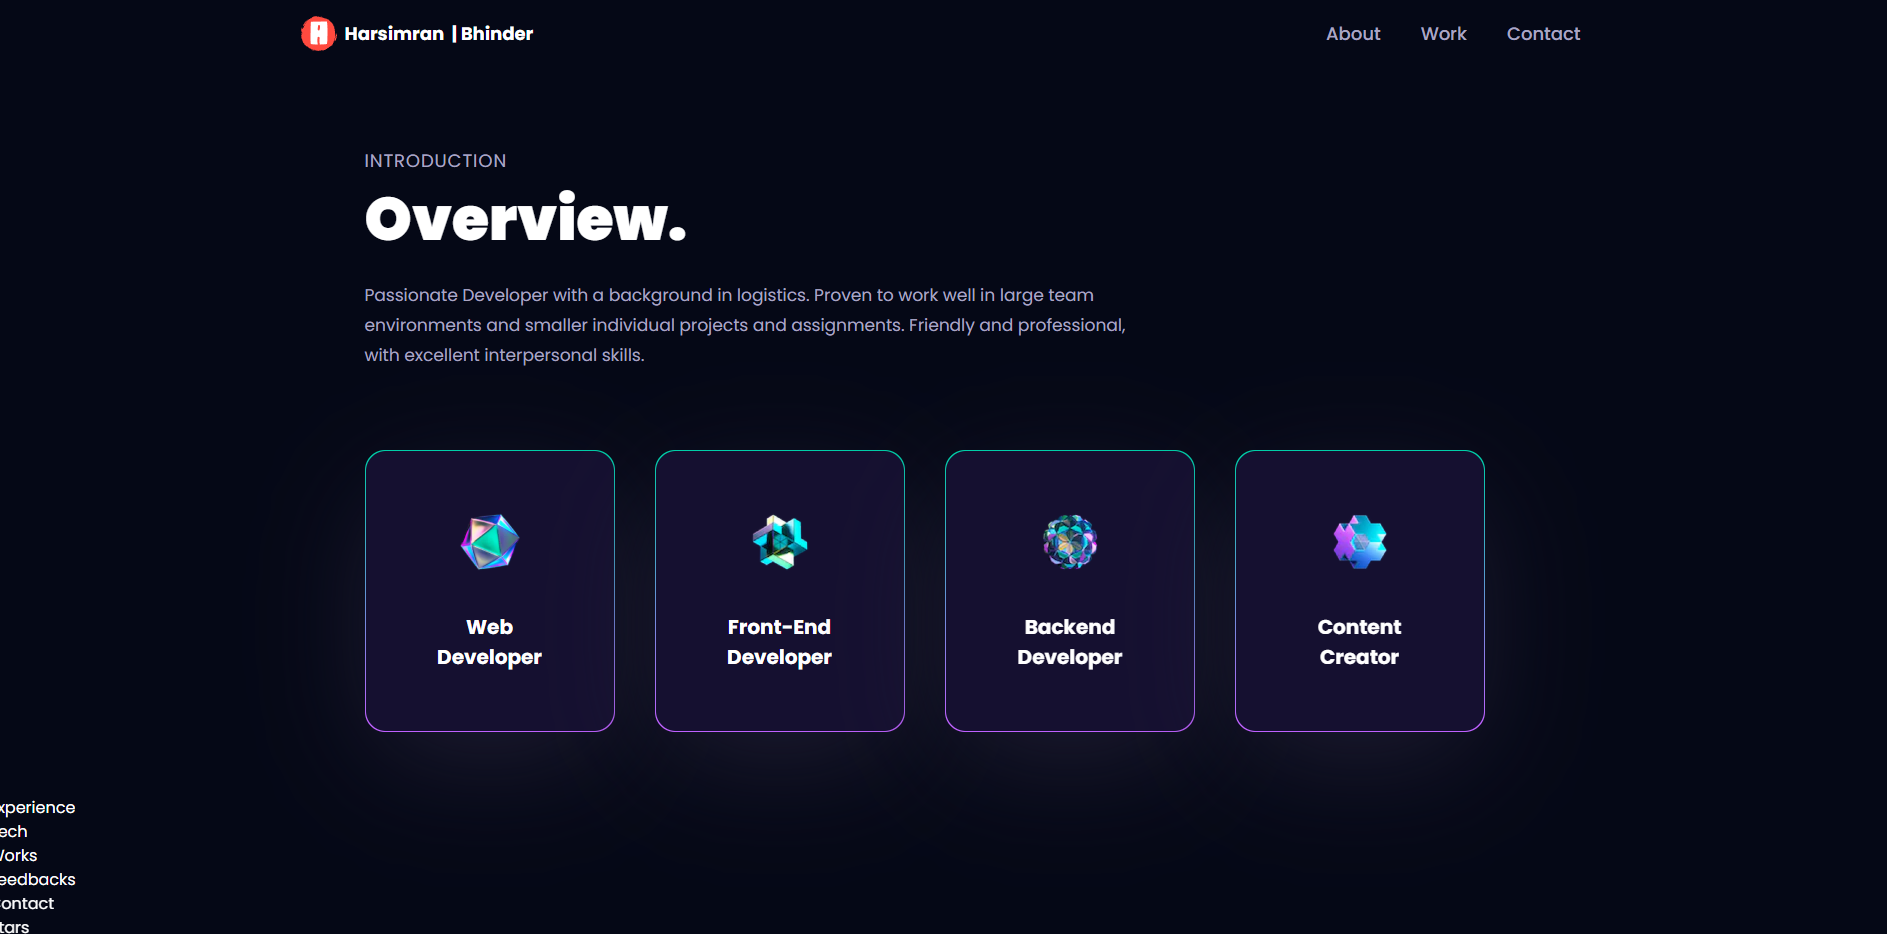 Harsimran | Bhinder
About
Work
Contact
INTRODUCTION
Overview.
Passionate Developer with a background in logistics. Proven to work well in large team
environments and smaller individual projects and assignments. Friendly and professional,
with excellent interpersonal skills.
Web
Developer
Front-End
Developer
Backend
Developer
Content
Creator
xperience
ech
orks
eedbacks
ontact
tars